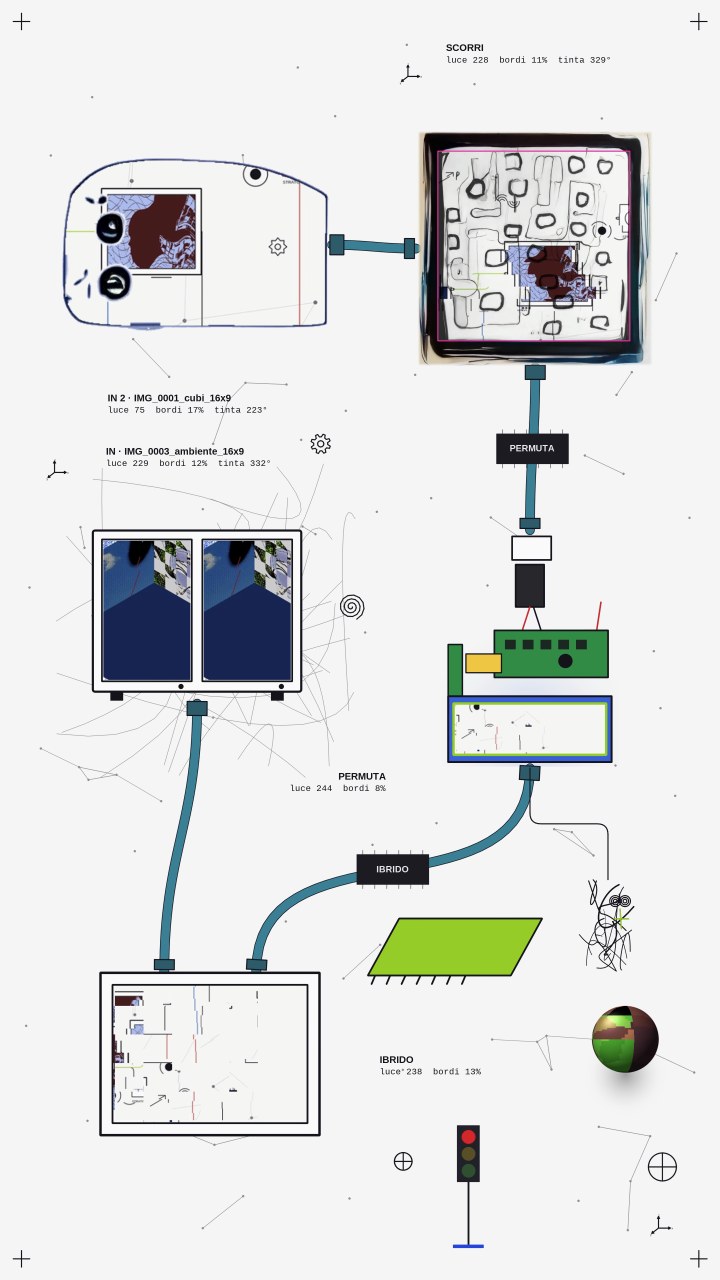 SCORRI
luce 228  bordi 11%  tinta 329°
IN 2 · IMG_0001_cubi_16x9
luce 75  bordi 17%  tinta 223°
IN · IMG_0003_ambiente_16x9
luce 229  bordi 12%  tinta 332°
PERMUTA
PERMUTA
luce 244  bordi 8%
IBRIDO
IBRIDO
luce 238  bordi 13%